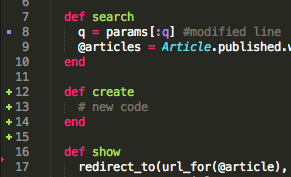 6
7 def search
8 q = params[:q] #modified line
9 @articles = Article.published.
10 end
11
12 def create
13 # new code
14 end
15
16 def show
17 redirect_to(url_for(@article),